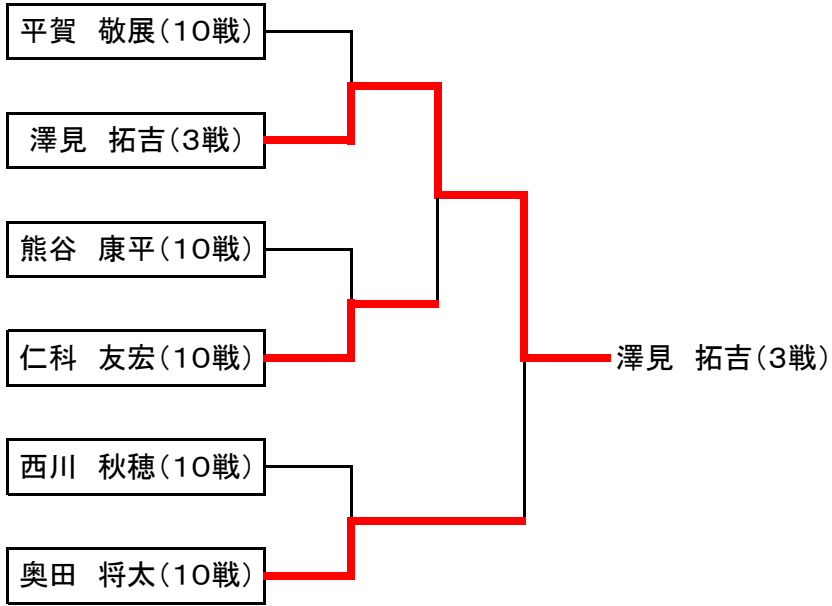 平賀　敬展（１０戦）
澤見　拓吉（３戦）
熊谷　康平（１０戦）
仁科　友宏（１０戦）
澤見　拓吉（３戦）
西川　秋穂（１０戦）
奥田　将太（１０戦）